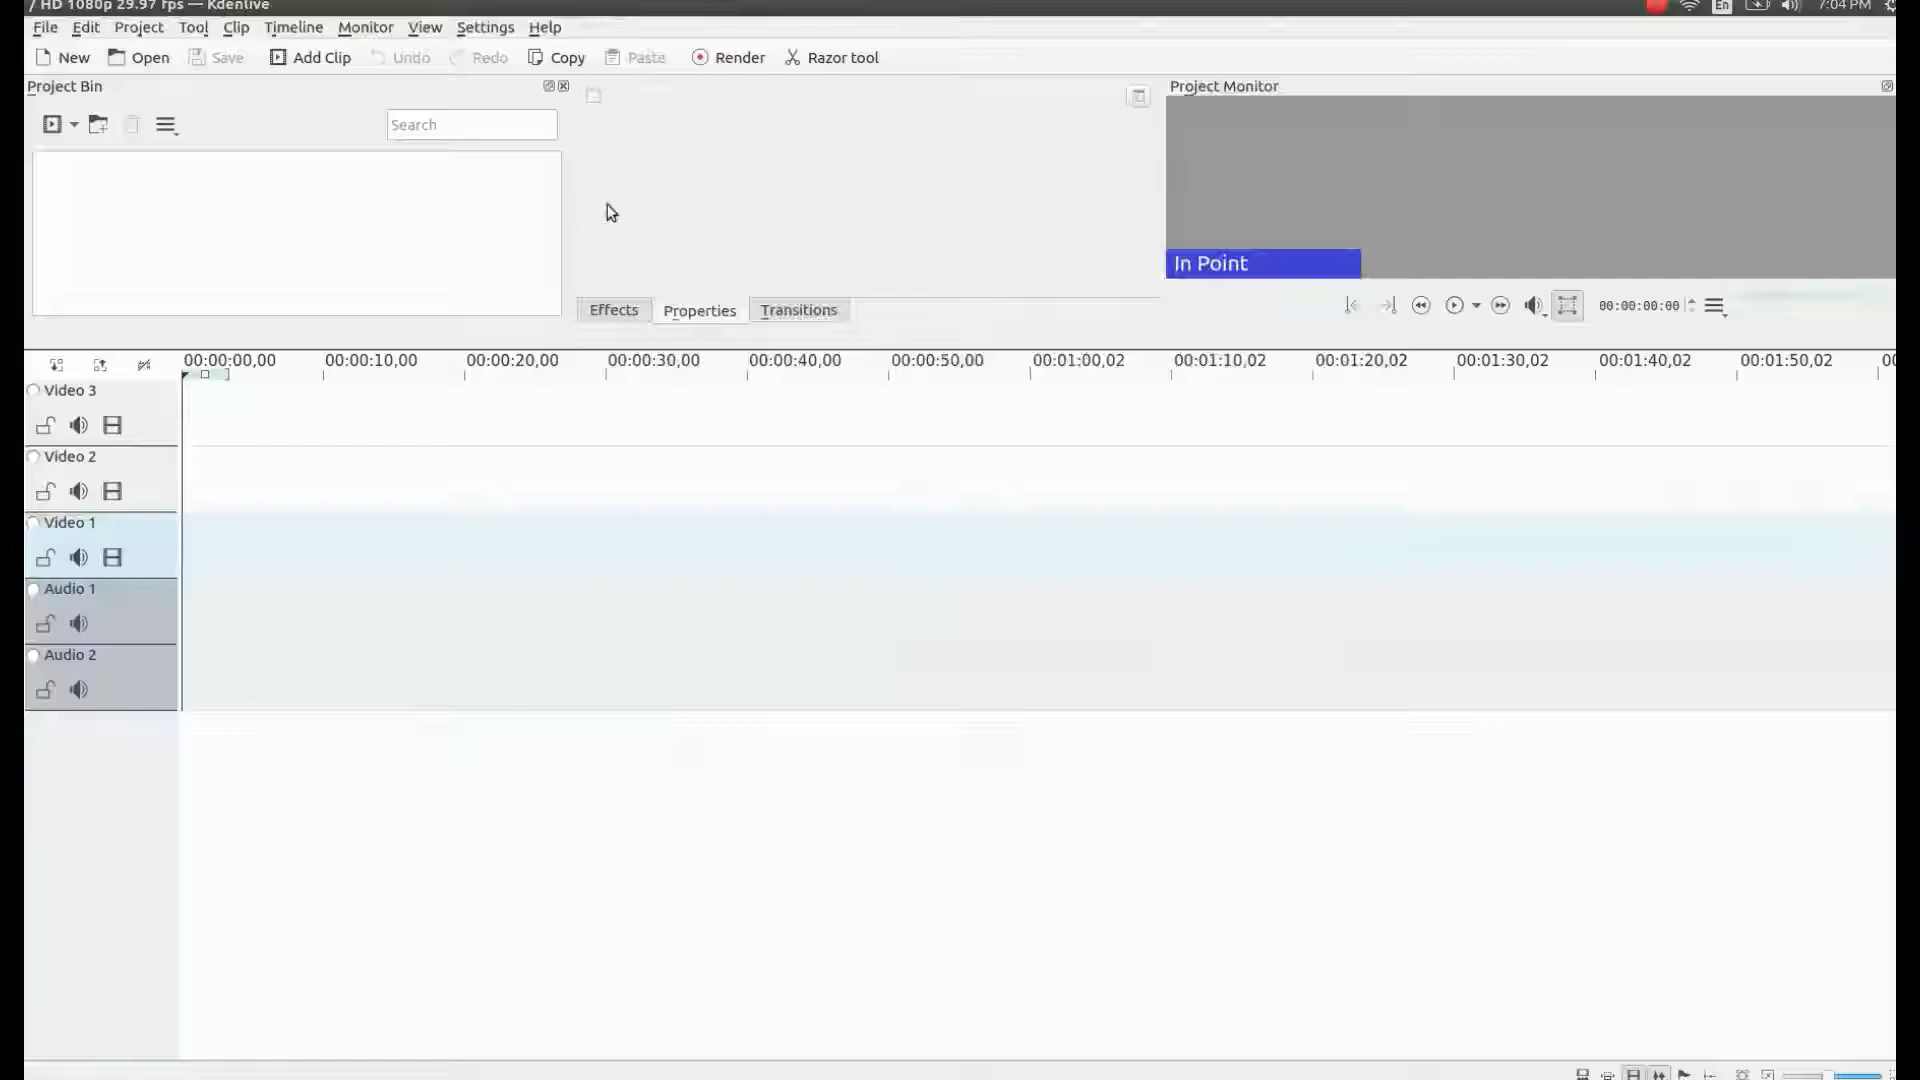 / HD 1080p 29.97 fps — Kdenlive
En
7:04 PM
File Edit Project Tool Clip Timeline Monitor View Settings Help
New Open Save Add Clip Undo Redo Copy Paste Render Razor tool
Project Bin
Project Monitor
Search
In Point
Effects Properties Transitions
00:00:00:00
00:00:00,00 00:00:10,00 00:00:20,00 00:00:30,00 00:00:40,00 00:00:50,00 00:01:00,02 00:01:10,02 00:01:20,02 00:01:30,02 00:01:40,02 00:01:50,02 00
Video 3
Video 2
Video 1
Audio 1
Audio 2